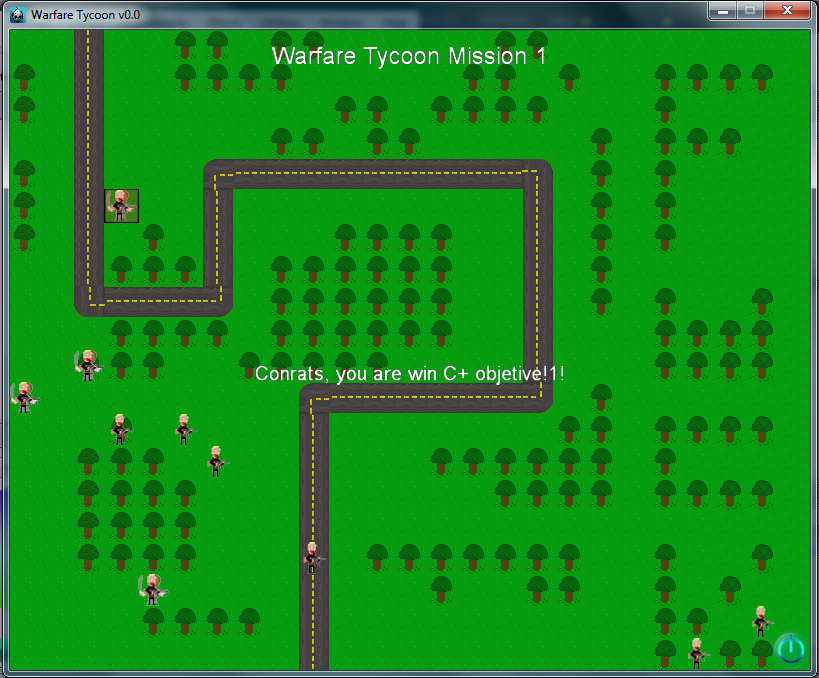 Warfare Tycoon v0.0
Warfare Tycoon Mission 1
Conrats, you are win C+ objetive!1!